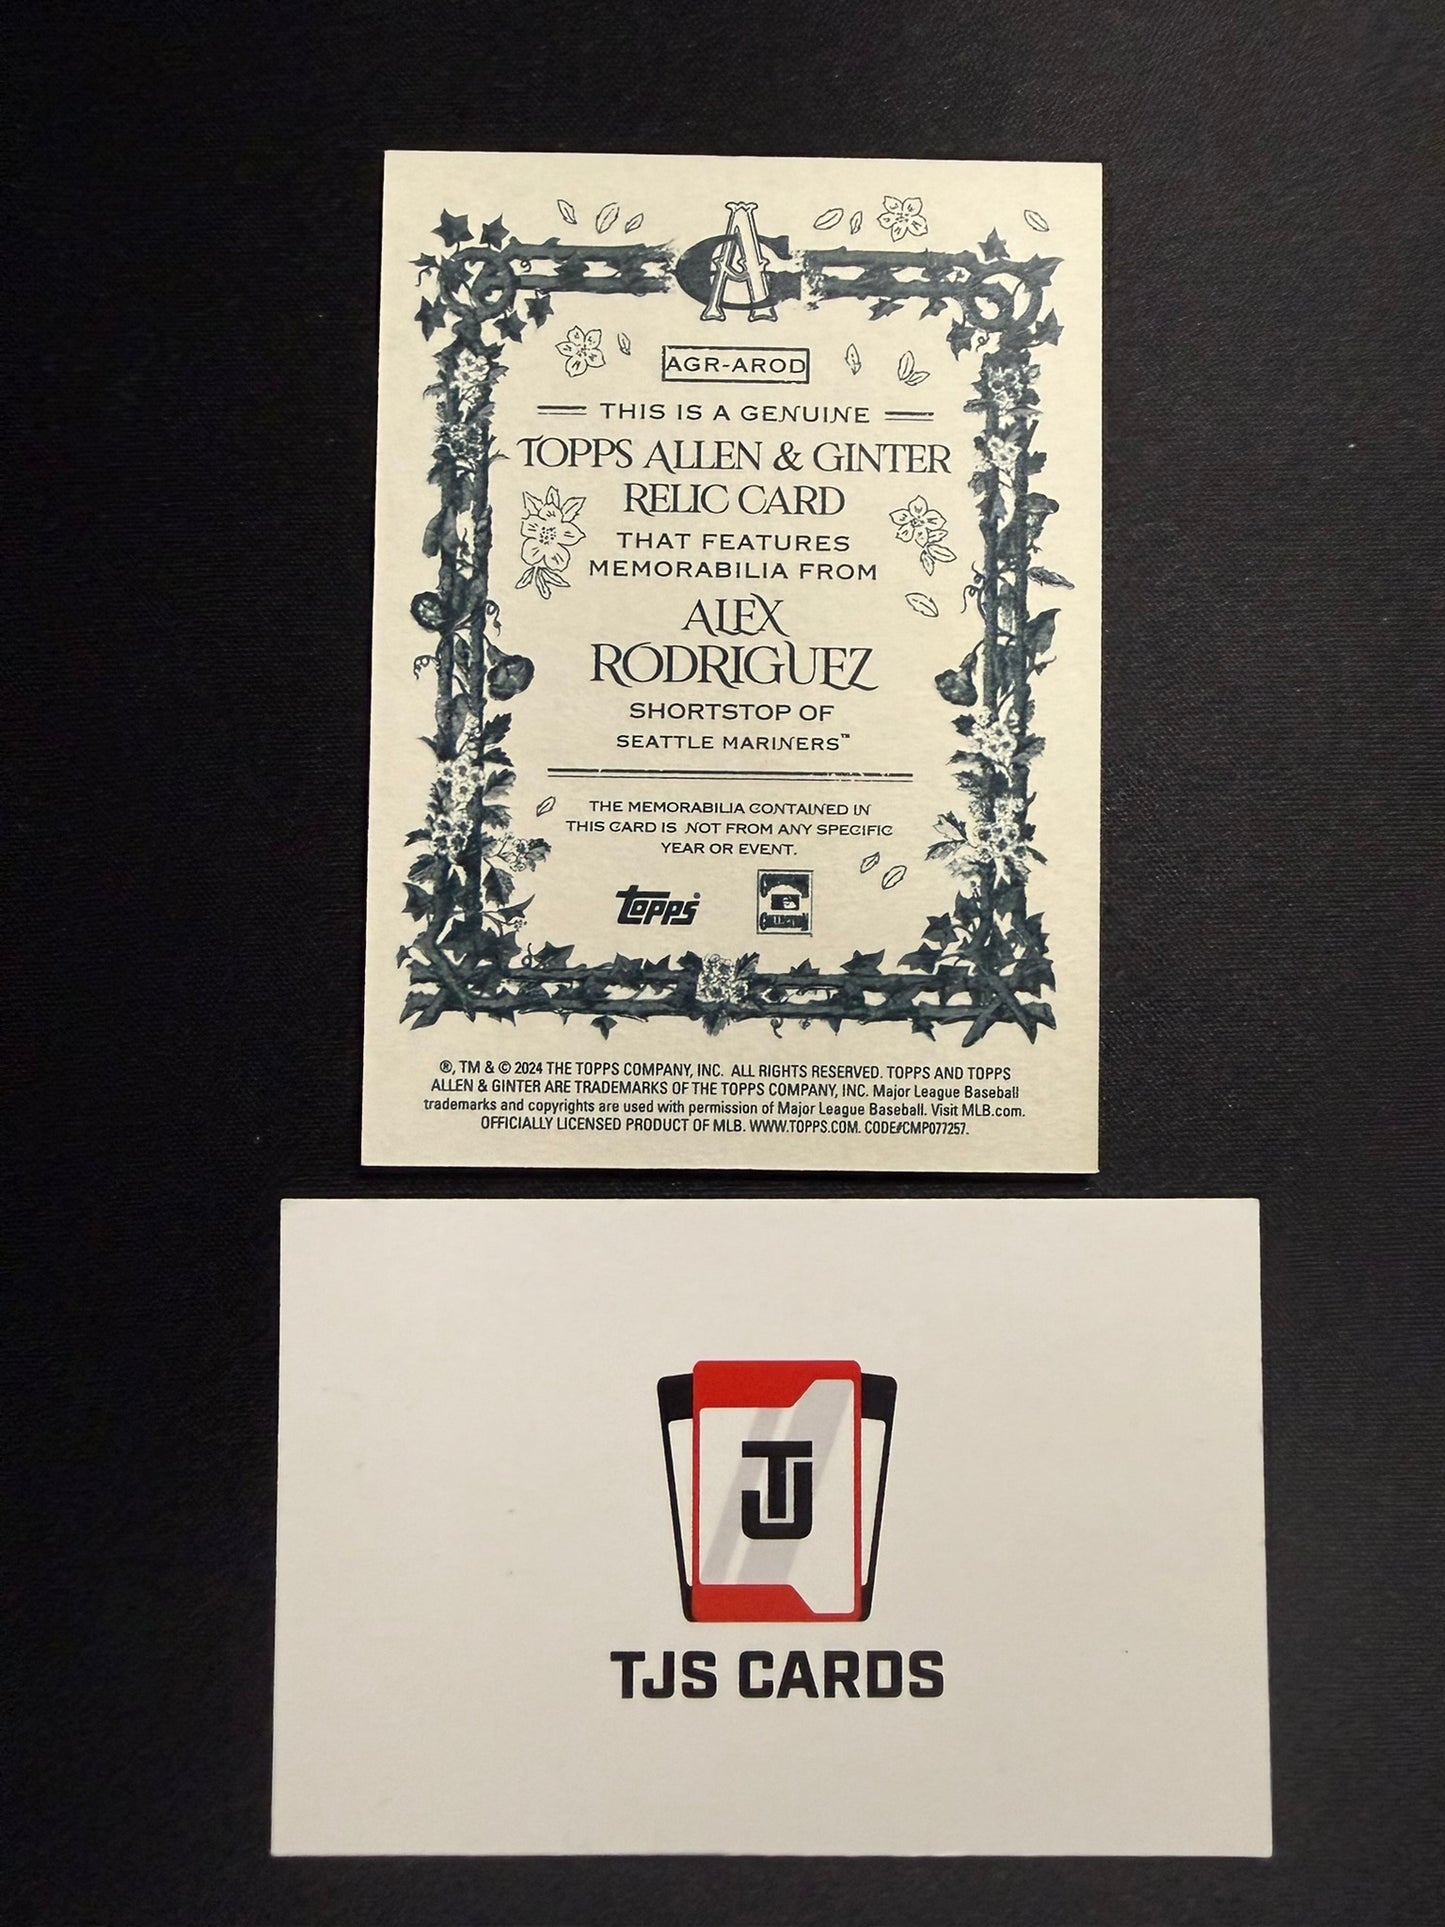 AGR-AROD
THIS IS A GENUINE
TOPPS ALLEN & GINTER
RELIC CARD
THAT FEATURES
MEMORABILIA FROM
ALEX
RODRIGUEZ
SHORTSTOP OF
SEATTLE MARINERS™
THE MEMORABILIA CONTAINED IN
THIS CARD IS NOT FROM ANY SPECIFIC
YEAR OR EVENT.
topps®
COLLECTION
®, TM & © 2024 THE TOPPS COMPANY, INC. ALL RIGHTS RESERVED. TOPPS AND TOPPS
ALLEN & GINTER ARE TRADEMARKS OF THE TOPPS COMPANY, INC. Major League Baseball
trademarks and copyrights are used with permission of Major League Baseball. Visit MLB.com.
OFFICIALLY LICENSED PRODUCT OF MLB. WWW.TOPPS.COM. CODE#CMP077257.
TJ
TJS CARDS